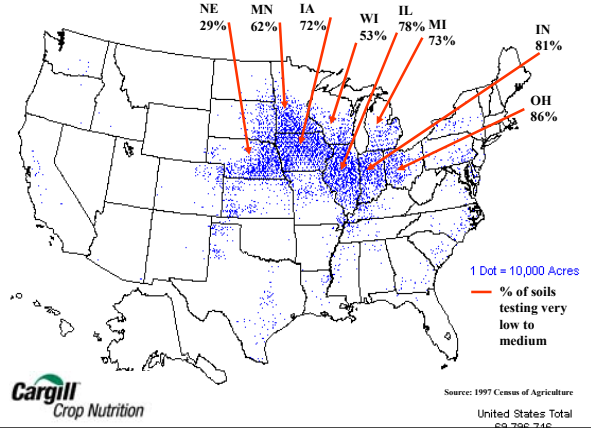 NE
29%
MN
62%
IA
72%
WI
53%
IL
78%
MI
73%
IN
81%
OH
86%
1 Dot = 10,000 Acres
% of soils
testing very
low to
medium
Cargill
Crop Nutrition
Source: 1997 Census of Agriculture
United States Total